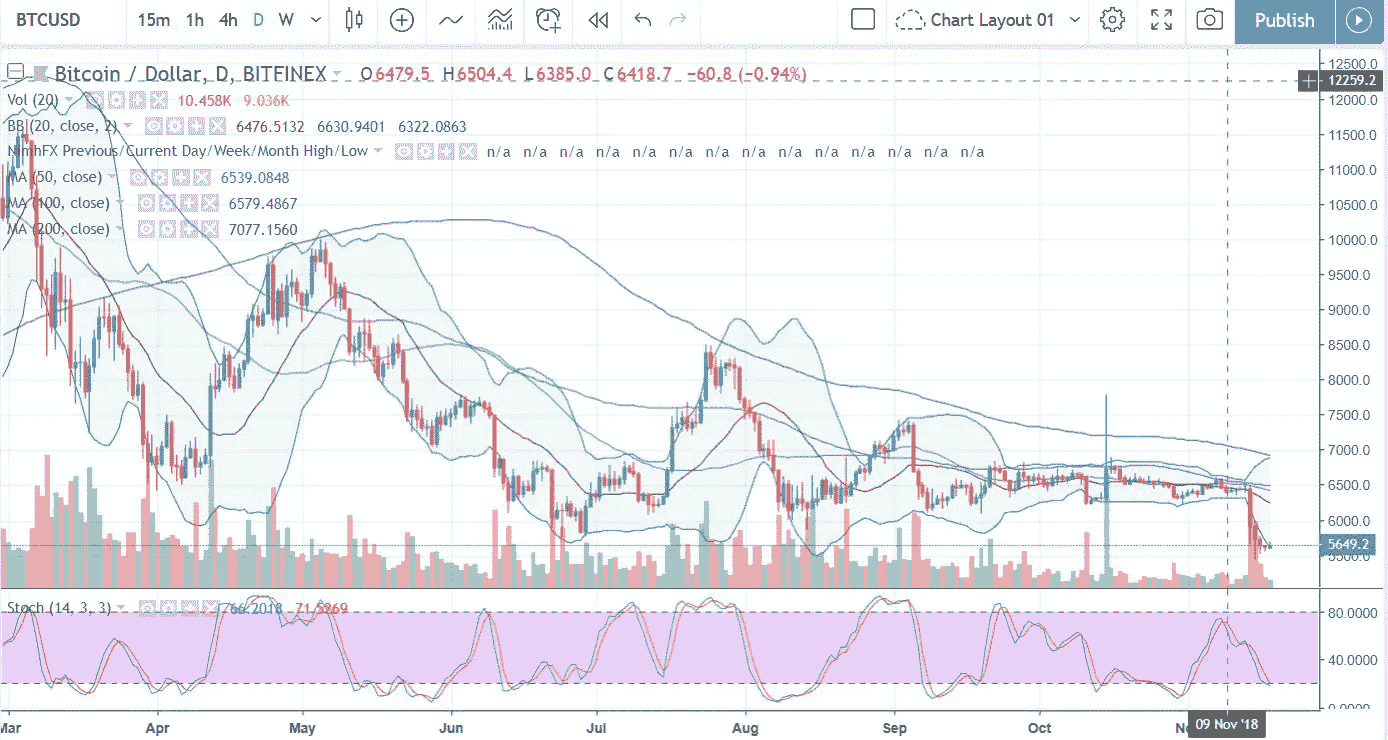 BTCUSD 15m 1h 4h D W Chart Layout 01 Publish
Bitcoin / Dollar, D, BITFINEX O6479.5 H6504.4 L6385.0 C6418.7 −60.8 (−0.94%)
Vol (20) 10.458K 9.036K
BB (20, close, 2) 6476.5132 6630.9401 6322.0863
Previous/Current Day/Week/Month High/Low n/a n/a n/a n/a n/a n/a n/a n/a n/a n/a n/a n/a n/a n/a
MA (50, close) 6539.0848
MA (100, close) 6579.4867
MA (200, close) 7077.1560
12500.0
12259.2
12000.0
11500.0
11000.0
10500.0
10000.0
9500.0
9000.0
8500.0
8000.0
7500.0
7000.0
6500.0
6000.0
5649.2
5500.0
Stoch (14, 3, 3) 71.5269
80.0000
40.0000
0.0000
Mar Apr May Jun Jul Aug Sep Oct 09 Nov '18